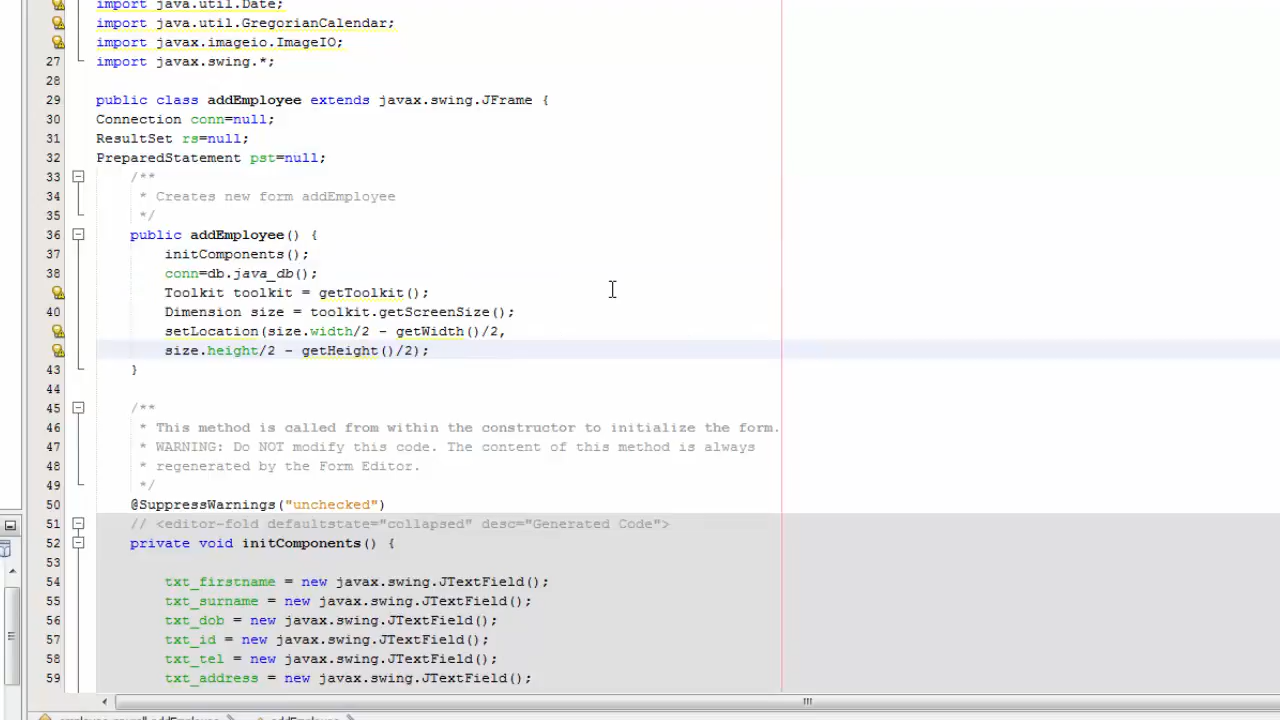 import java.util.Date;
import java.util.GregorianCalendar;
import javax.imageio.ImageIO;
27 import javax.swing.*;
28
29 public class addEmployee extends javax.swing.JFrame {
30 Connection conn=null;
31 ResultSet rs=null;
32 PreparedStatement pst=null;
33 /**
34 * Creates new form addEmployee
35 */
36 public addEmployee() {
37 initComponents();
38 conn=db.java_db();
Toolkit toolkit = getToolkit();
40 Dimension size = toolkit.getScreenSize();
setLocation(size.width/2 - getWidth()/2,
size.height/2 - getHeight()/2);
43 }
44
45 /**
46 * This method is called from within the constructor to initialize the form.
47 * WARNING: Do NOT modify this code. The content of this method is always
48 * regenerated by the Form Editor.
49 */
50 @SuppressWarnings("unchecked")
51 // <editor-fold defaultstate="collapsed" desc="Generated Code">
52 private void initComponents() {
53
54 txt_firstname = new javax.swing.JTextField();
55 txt_surname = new javax.swing.JTextField();
56 txt_dob = new javax.swing.JTextField();
57 txt_id = new javax.swing.JTextField();
58 txt_tel = new javax.swing.JTextField();
59 txt_address = new javax.swing.JTextField();